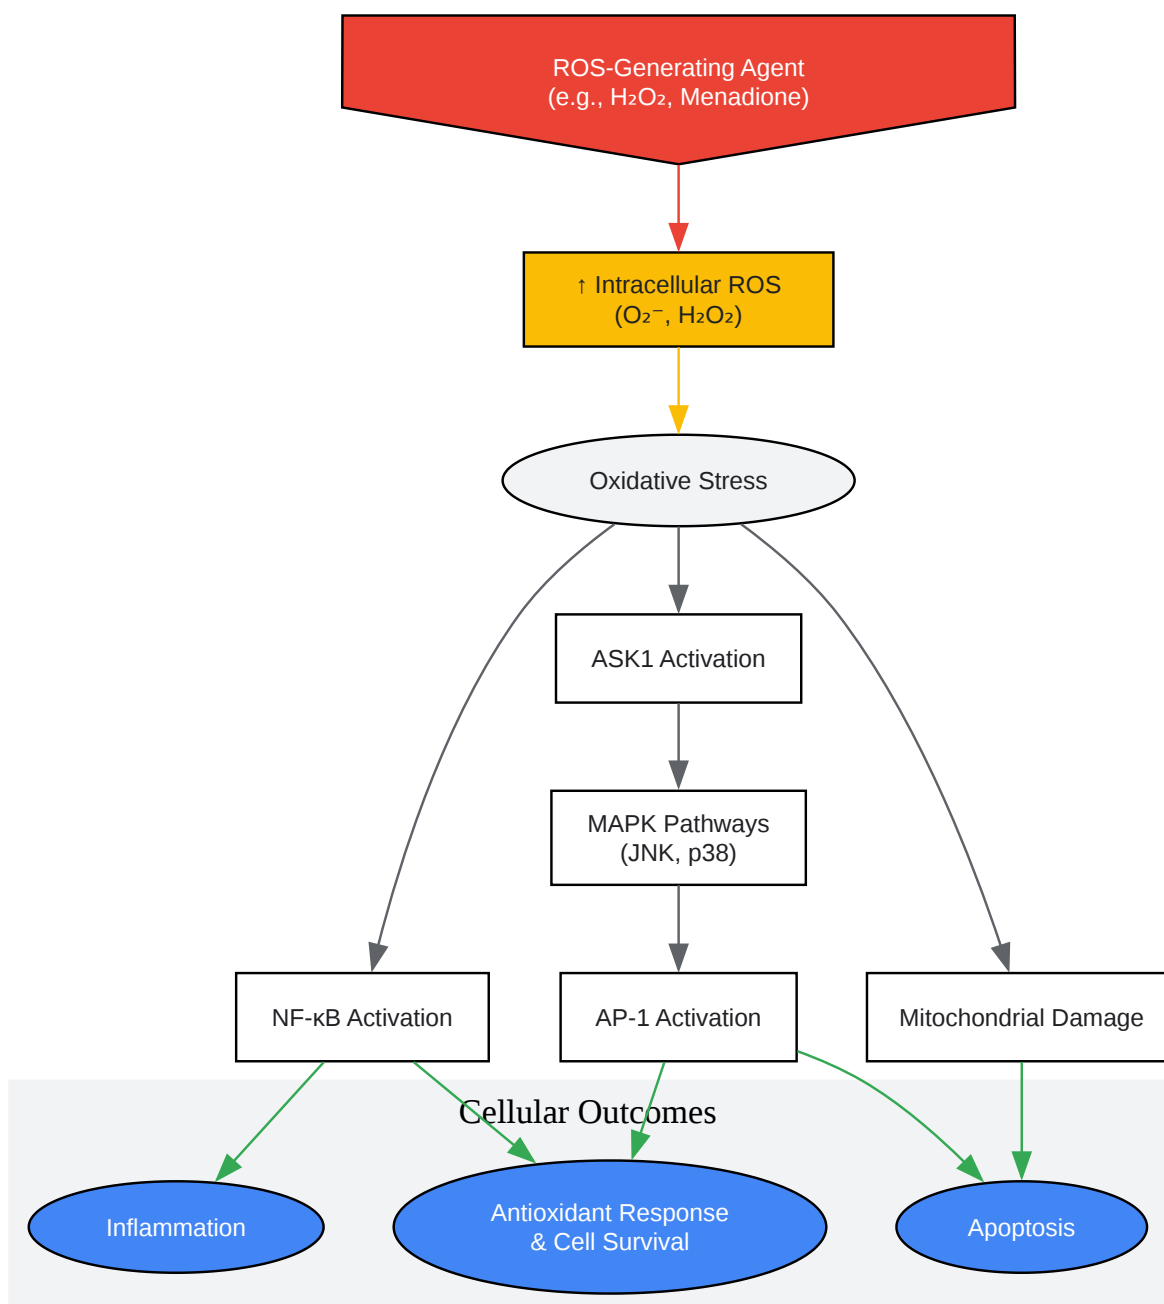 ROS-Generating Agent
(e.g., H₂O₂, Menadione)
↑ Intracellular ROS
(O₂⁻, H₂O₂)
Oxidative Stress
ASK1 Activation
MAPK Pathways
(JNK, p38)
NF-κB Activation
AP-1 Activation
Mitochondrial Damage
Cellular Outcomes
Inflammation
Antioxidant Response
& Cell Survival
Apoptosis